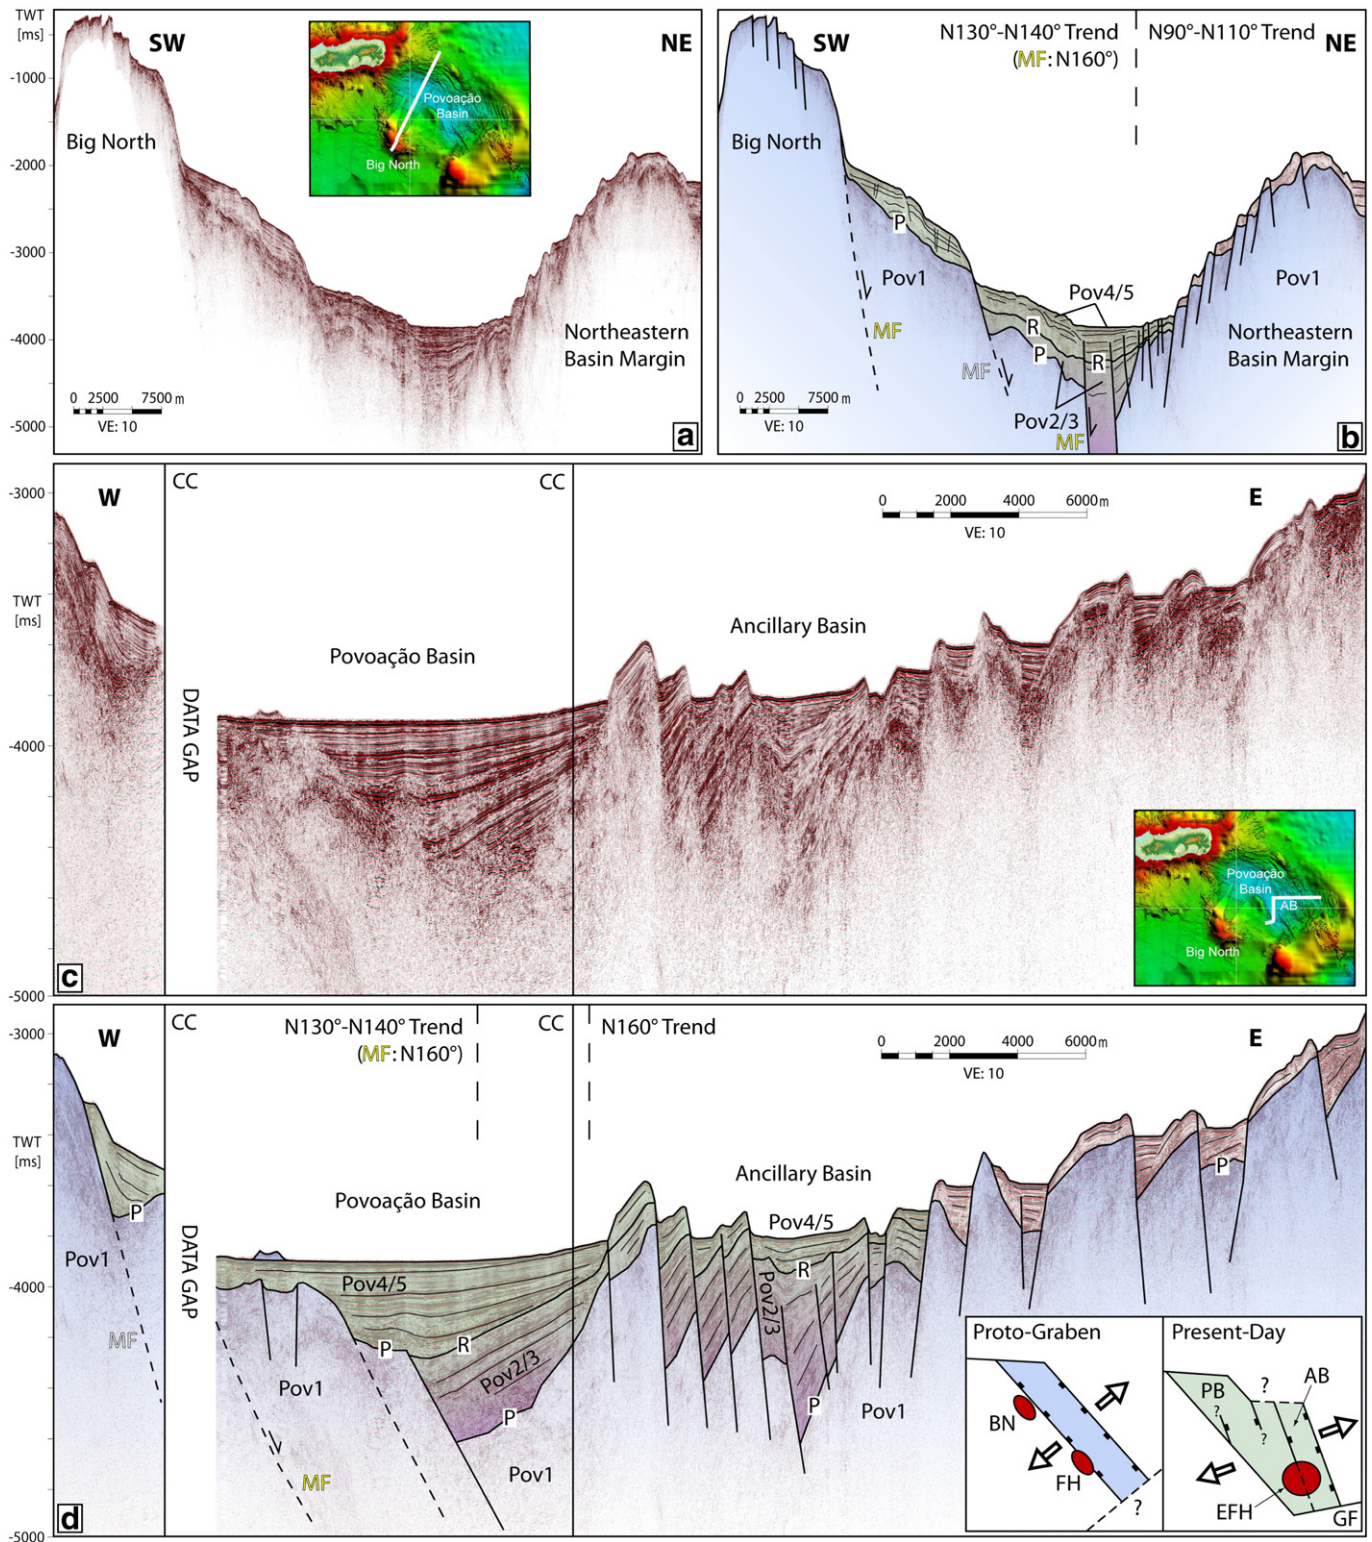 TWT
[ms]
-1000
-2000
-3000
-4000
-5000
SW
NE
Big North
Povoação
Basin
Big North
Northeastern
Basin Margin
0 2500 7500 m
VE: 10
a
SW
N130°-N140° Trend
(MF: N160°)
N90°-N110° Trend
NE
Big North
P
Pov1
MF
MF
Pov4/5
R
P
R
Pov2/3
MF
Pov1
Northeastern
Basin Margin
0 2500 7500 m
VE: 10
b
-3000
TWT
[ms]
-4000
-5000
W
CC
CC
E
0 2000 4000 6000 m
VE: 10
DATA GAP
Povoação Basin
Ancillary Basin
Povoação
Basin
AB
Big North
c
-3000
TWT
[ms]
-4000
-5000
W
CC
N130°-N140° Trend
(MF: N160°)
CC
N160° Trend
E
0 2000 4000 6000 m
VE: 10
P
Pov1
MF
DATA GAP
Povoação Basin
Pov4/5
P
R
Pov2/3
P
Pov1
MF
Pov1
Ancillary Basin
Pov4/5
R
Pov2/3
P
Pov1
P
Proto-Graben
BN
FH
?
Present-Day
PB
?
?
?
AB
EFH
GF
d